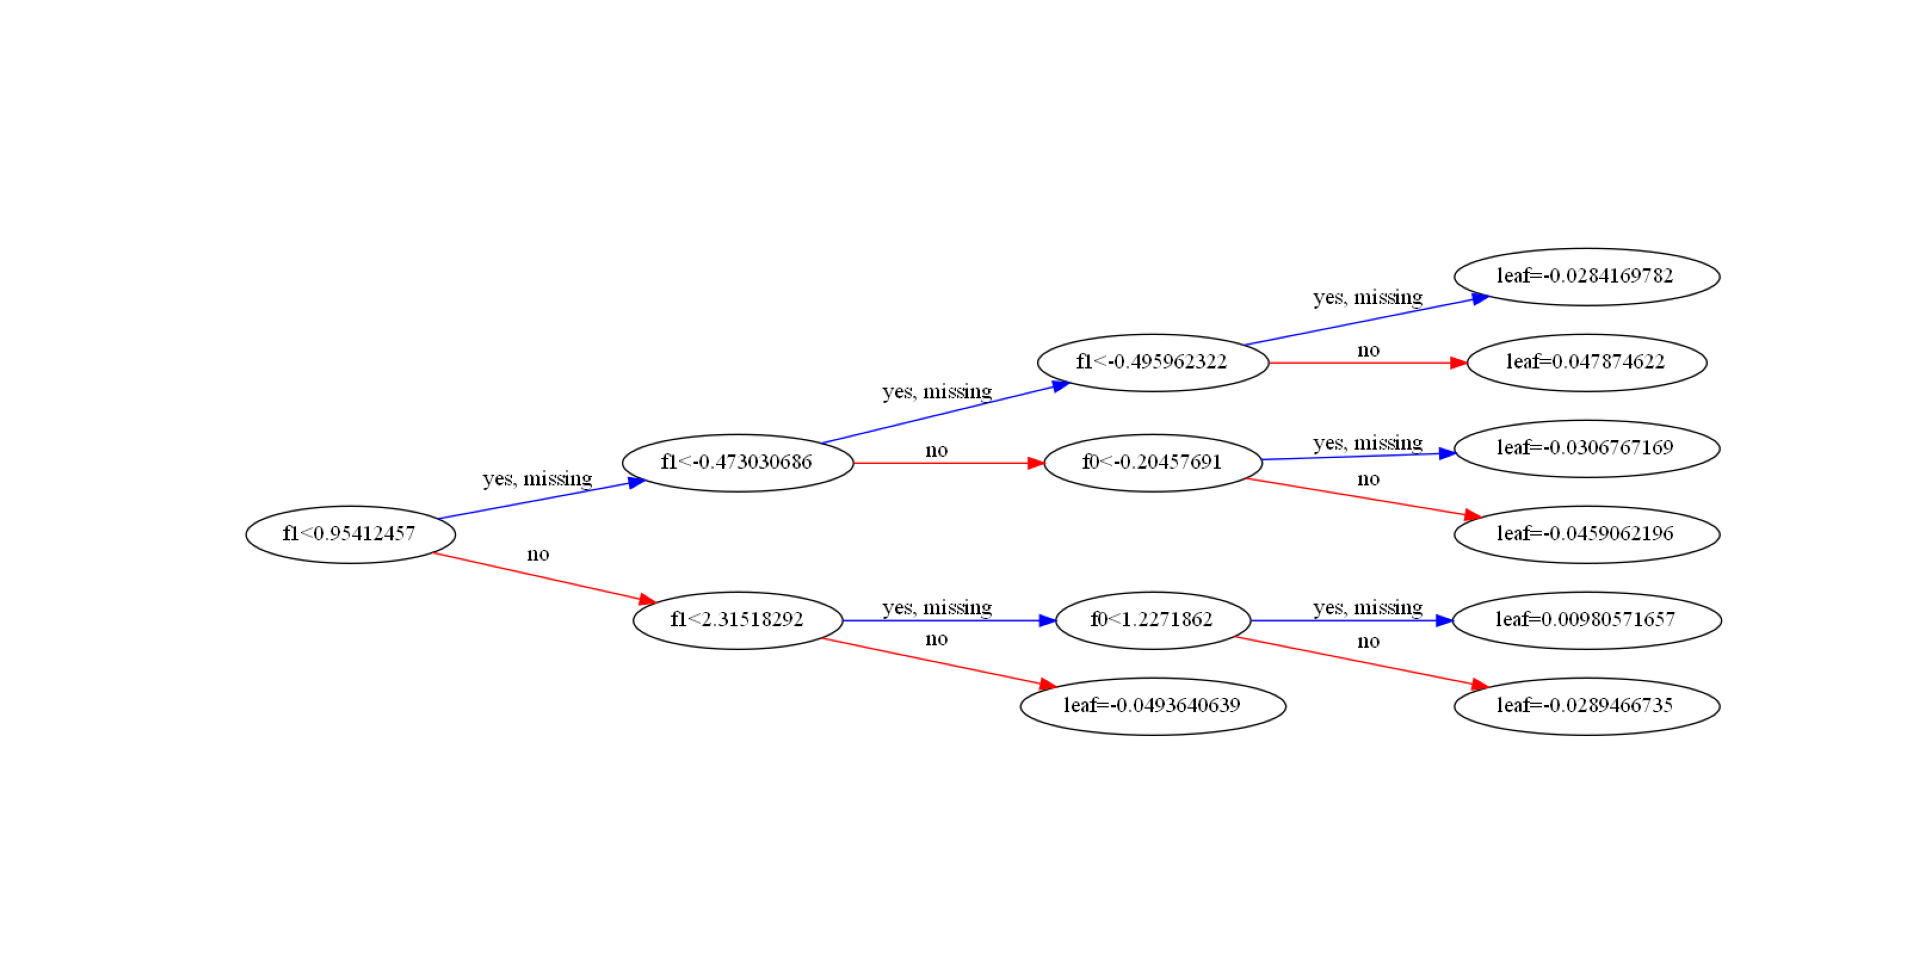 f1<0.95412457
yes, missing
no
f1<-0.473030686
f1<2.31518292
yes, missing
no
yes, missing
no
f1<-0.495962322
f0<-0.20457691
f0<1.2271862
leaf=-0.0493640639
yes, missing
no
yes, missing
no
yes, missing
no
leaf=-0.0284169782
leaf=0.047874622
leaf=-0.0306767169
leaf=-0.0459062196
leaf=0.00980571657
leaf=-0.0289466735